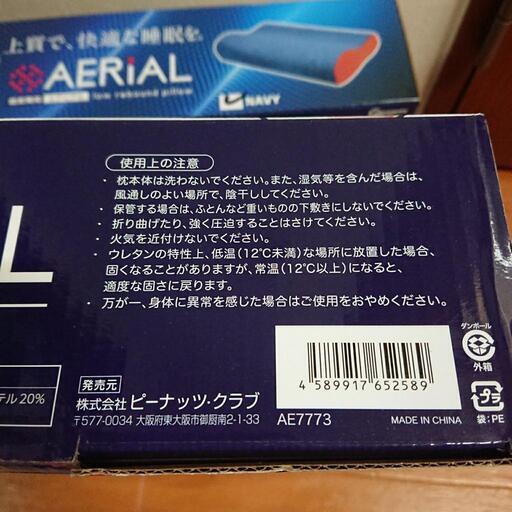 上質で、快適な睡眠を。
AERiAL
low rebound pillow
NAVY
使用上の注意
・枕本体は洗わないでください。また、湿気等を含んだ場合は、
風通しのよい場所で、陰干ししてください。
・保管する場合は、ふとんなど重いものの下敷きにしないでください。
折り曲げたり、強く圧迫することはさけてください。
・火気を近付けないでください。
・ウレタンの特性上、低温(12℃未満)な場所に放置した場合、
固くなることがありますが、常温(12℃以上)になると、
適度な固さに戻ります。
・万が一、身体に異常を感じた場合はご使用をおやめください。
L
テル 20%
発売元
株式会社ピーナッツ・クラブ
〒577-0034 大阪府東大阪市御厨南2-1-33
4 589917 652589
AE7773
MADE IN CHINA
ダンボール
外箱
プラ
袋:PE